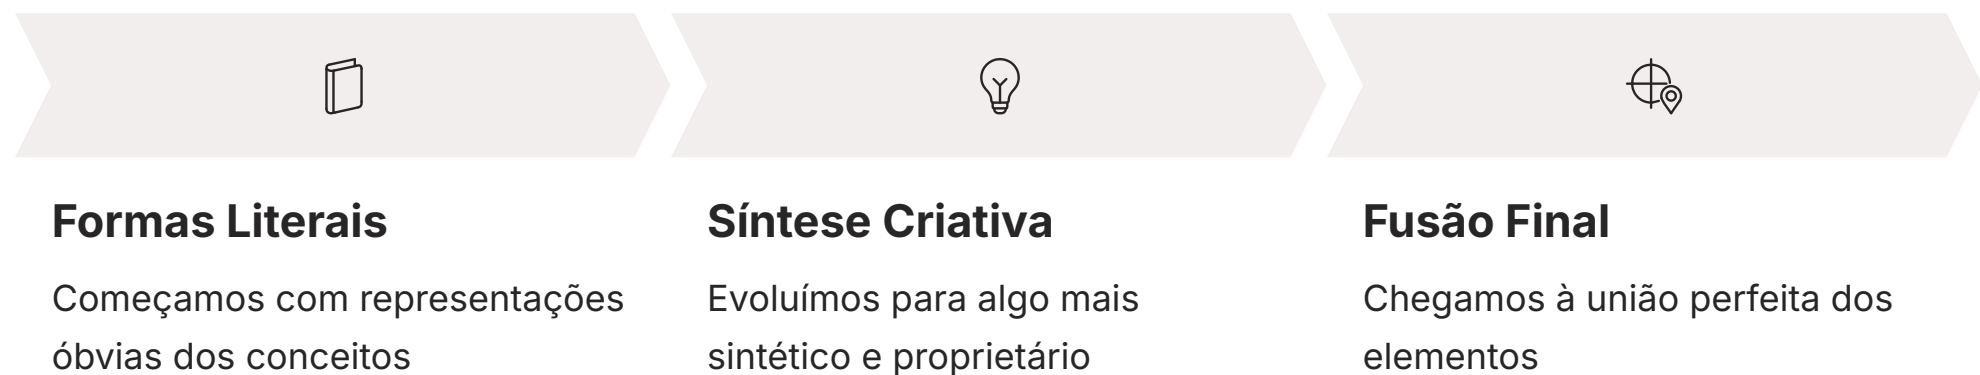 Formas Literais
Começamos com representações
óbvias dos conceitos
Síntese Criativa
Evoluímos para algo mais
sintético e proprietário
Fusão Final
Chegamos à união perfeita dos
elementos